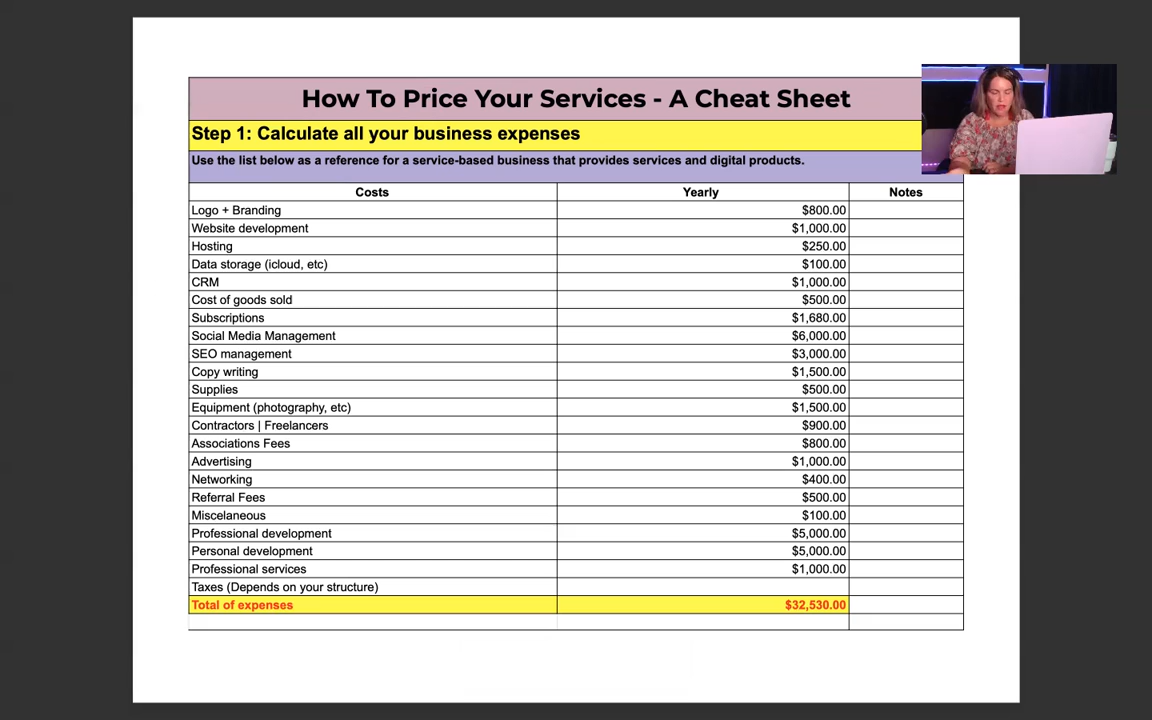 How To Price Your Services - A Cheat Sheet
Step 1: Calculate all your business expenses
Use the list below as a reference for a service-based business that provides services and digital products.
Costs Yearly Notes
Logo + Branding $800.00
Website development $1,000.00
Hosting $250.00
Data storage (icloud, etc) $100.00
CRM $1,000.00
Cost of goods sold $500.00
Subscriptions $1,680.00
Social Media Management $6,000.00
SEO management $3,000.00
Copy writing $1,500.00
Supplies $500.00
Equipment (photography, etc) $1,500.00
Contractors | Freelancers $900.00
Associations Fees $800.00
Advertising $1,000.00
Networking $400.00
Referral Fees $500.00
Miscelaneous $100.00
Professional development $5,000.00
Personal development $5,000.00
Professional services $1,000.00
Taxes (Depends on your structure)
Total of expenses $32,530.00